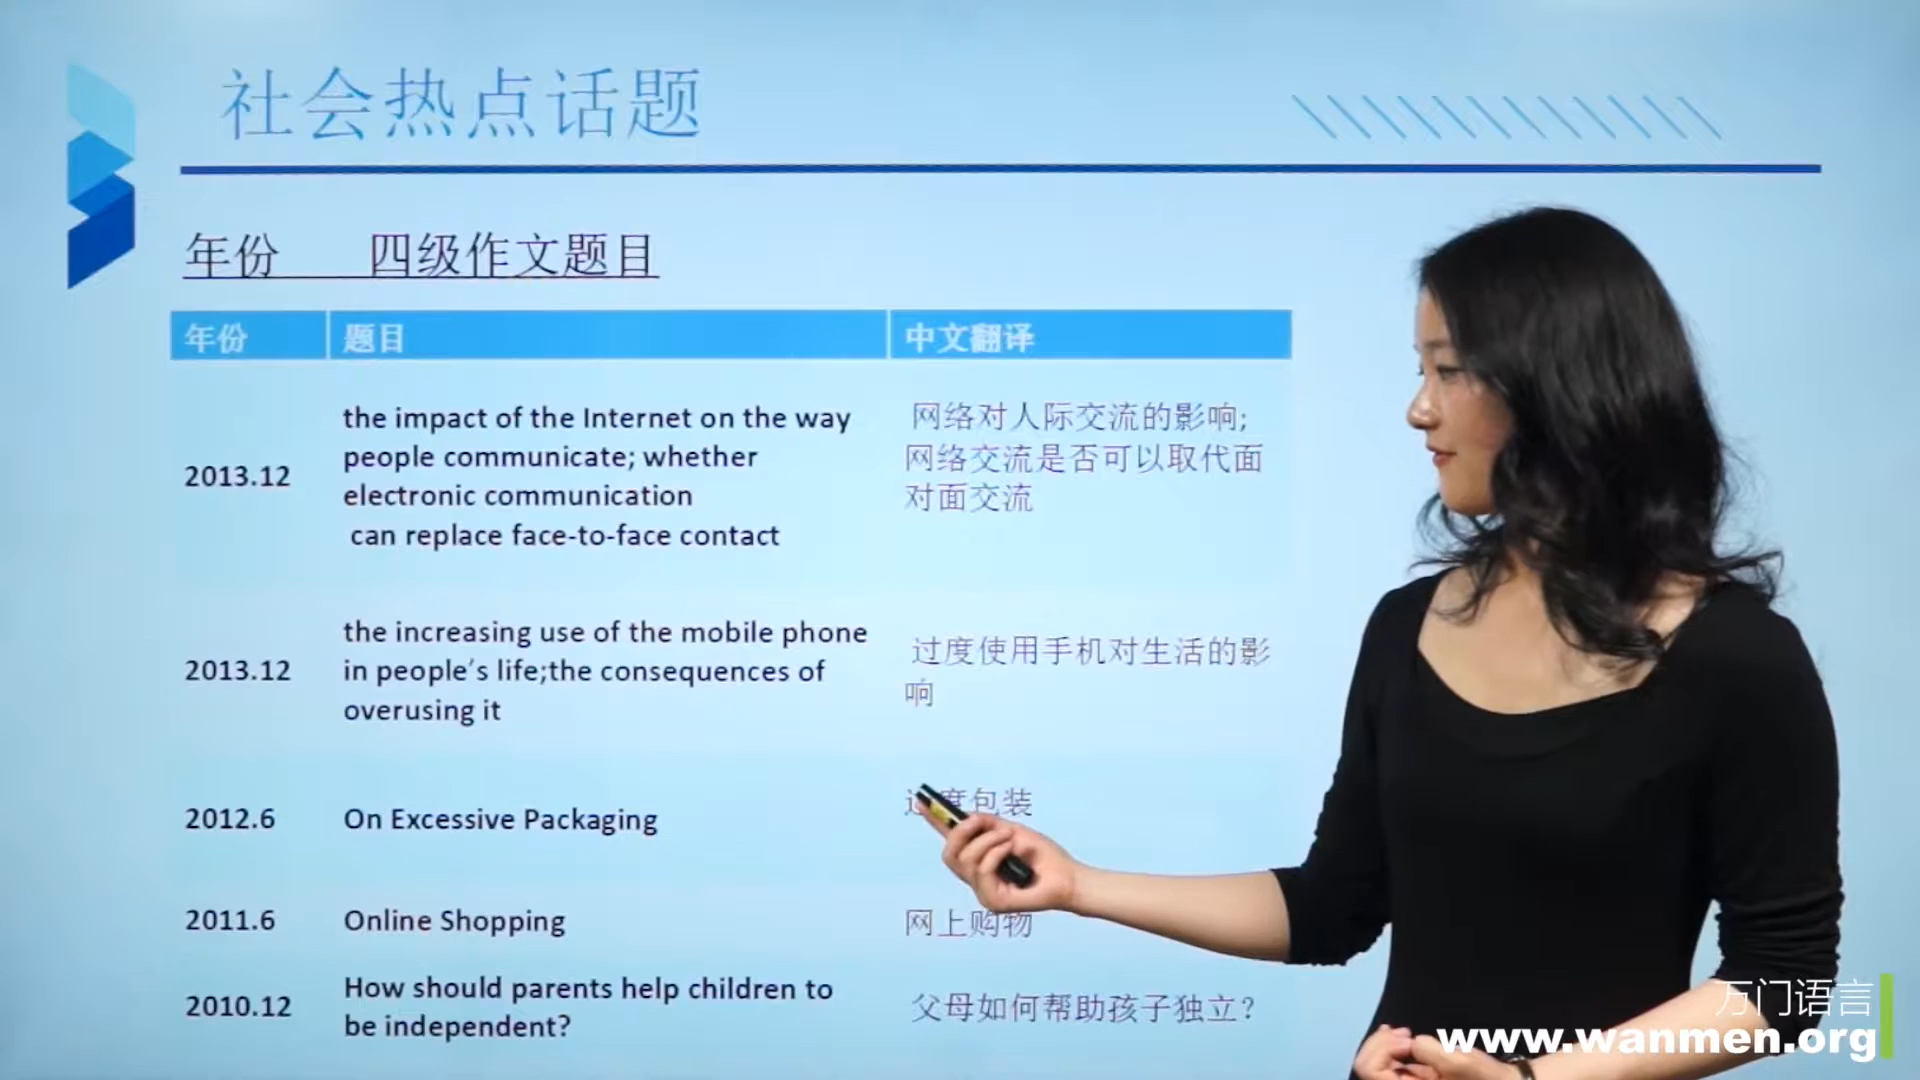 社会热点话题
年份 四级作文题目
年份 题目 中文翻译
2013.12
the impact of the Internet on the way
people communicate; whether
electronic communication
can replace face-to-face contact
网络对人际交流的影响;
网络交流是否可以取代面
对面交流
2013.12
the increasing use of the mobile phone
in people's life;the consequences of
overusing it
过度使用手机对生活的影
响
2012.6
On Excessive Packaging
过度包装
2011.6
Online Shopping
网上购物
2010.12
How should parents help children to
be independent?
父母如何帮助孩子独立?
万门语言
www.wanmen.org